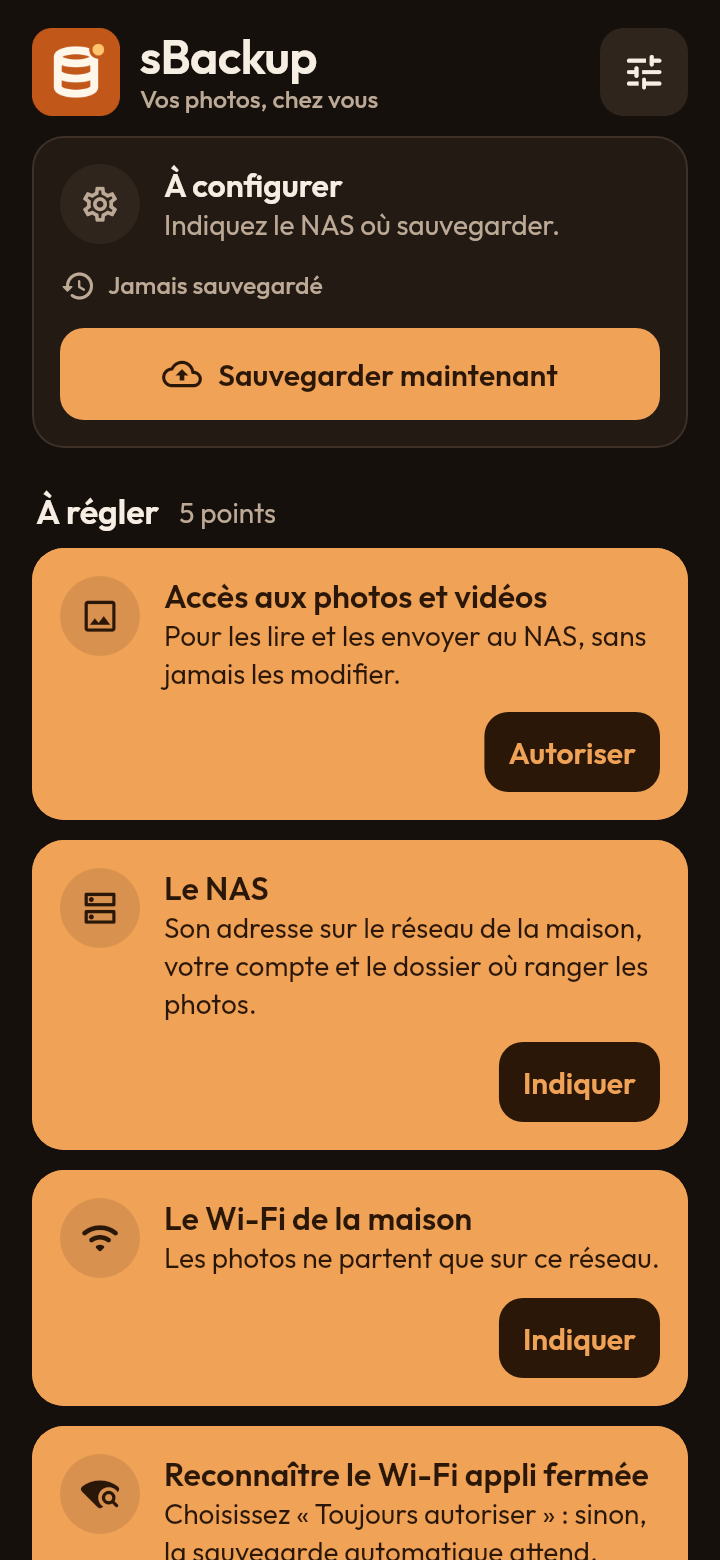 sBackup
Vos photos, chez vous
À configurer
Indiquez le NAS où sauvegarder.
Jamais sauvegardé
Sauvegarder maintenant
À régler 5 points
Accès aux photos et vidéos
Pour les lire et les envoyer au NAS, sans
jamais les modifier.
Autoriser
Le NAS
Son adresse sur le réseau de la maison,
votre compte et le dossier où ranger les
photos.
Indiquer
Le Wi-Fi de la maison
Les photos ne partent que sur ce réseau.
Indiquer
Reconnaître le Wi-Fi appli fermée
Choisissez « Toujours autoriser » : sinon,
la sauvegarde automatique attend.